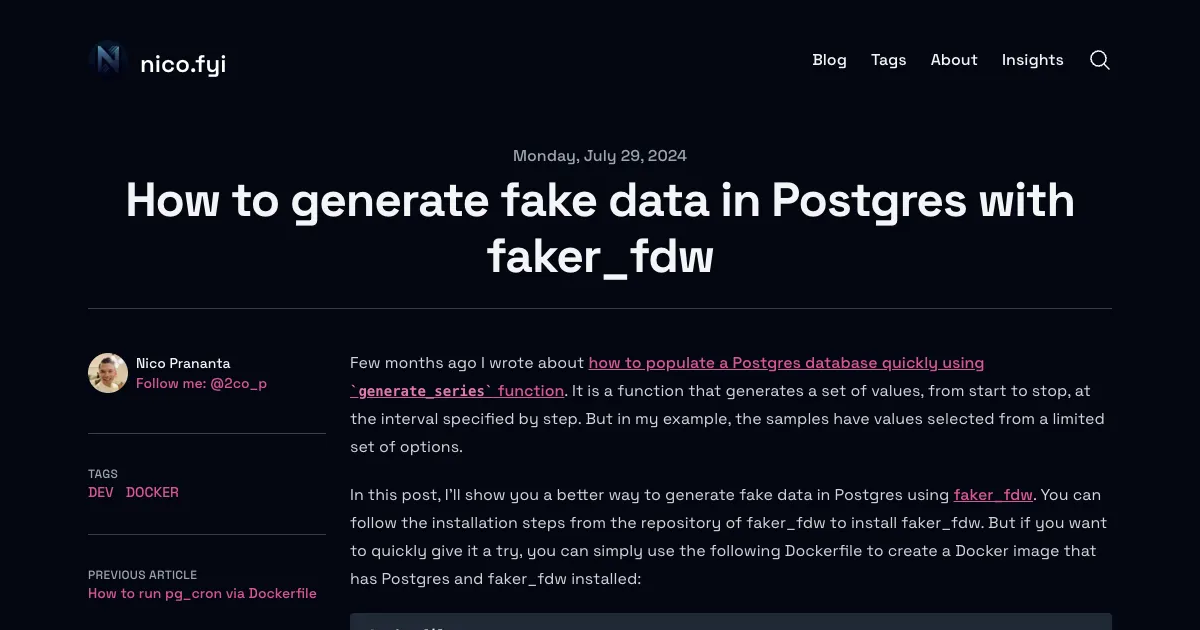 nico.fyi
Blog Tags About Insights
Monday, July 29, 2024
How to generate fake data in Postgres with
faker_fdw
Nico Prananta
Follow me: @2co_p
TAGS
DEV DOCKER
PREVIOUS ARTICLE
How to run pg_cron via Dockerfile
Few months ago I wrote about how to populate a Postgres database quickly using
`generate_series` function. It is a function that generates a set of values, from start to stop, at
the interval specified by step. But in my example, the samples have values selected from a limited
set of options.
In this post, I'll show you a better way to generate fake data in Postgres using faker_fdw. You can
follow the installation steps from the repository of faker_fdw to install faker_fdw. But if you want
to quickly give it a try, you can simply use the following Dockerfile to create a Docker image that
has Postgres and faker_fdw installed: